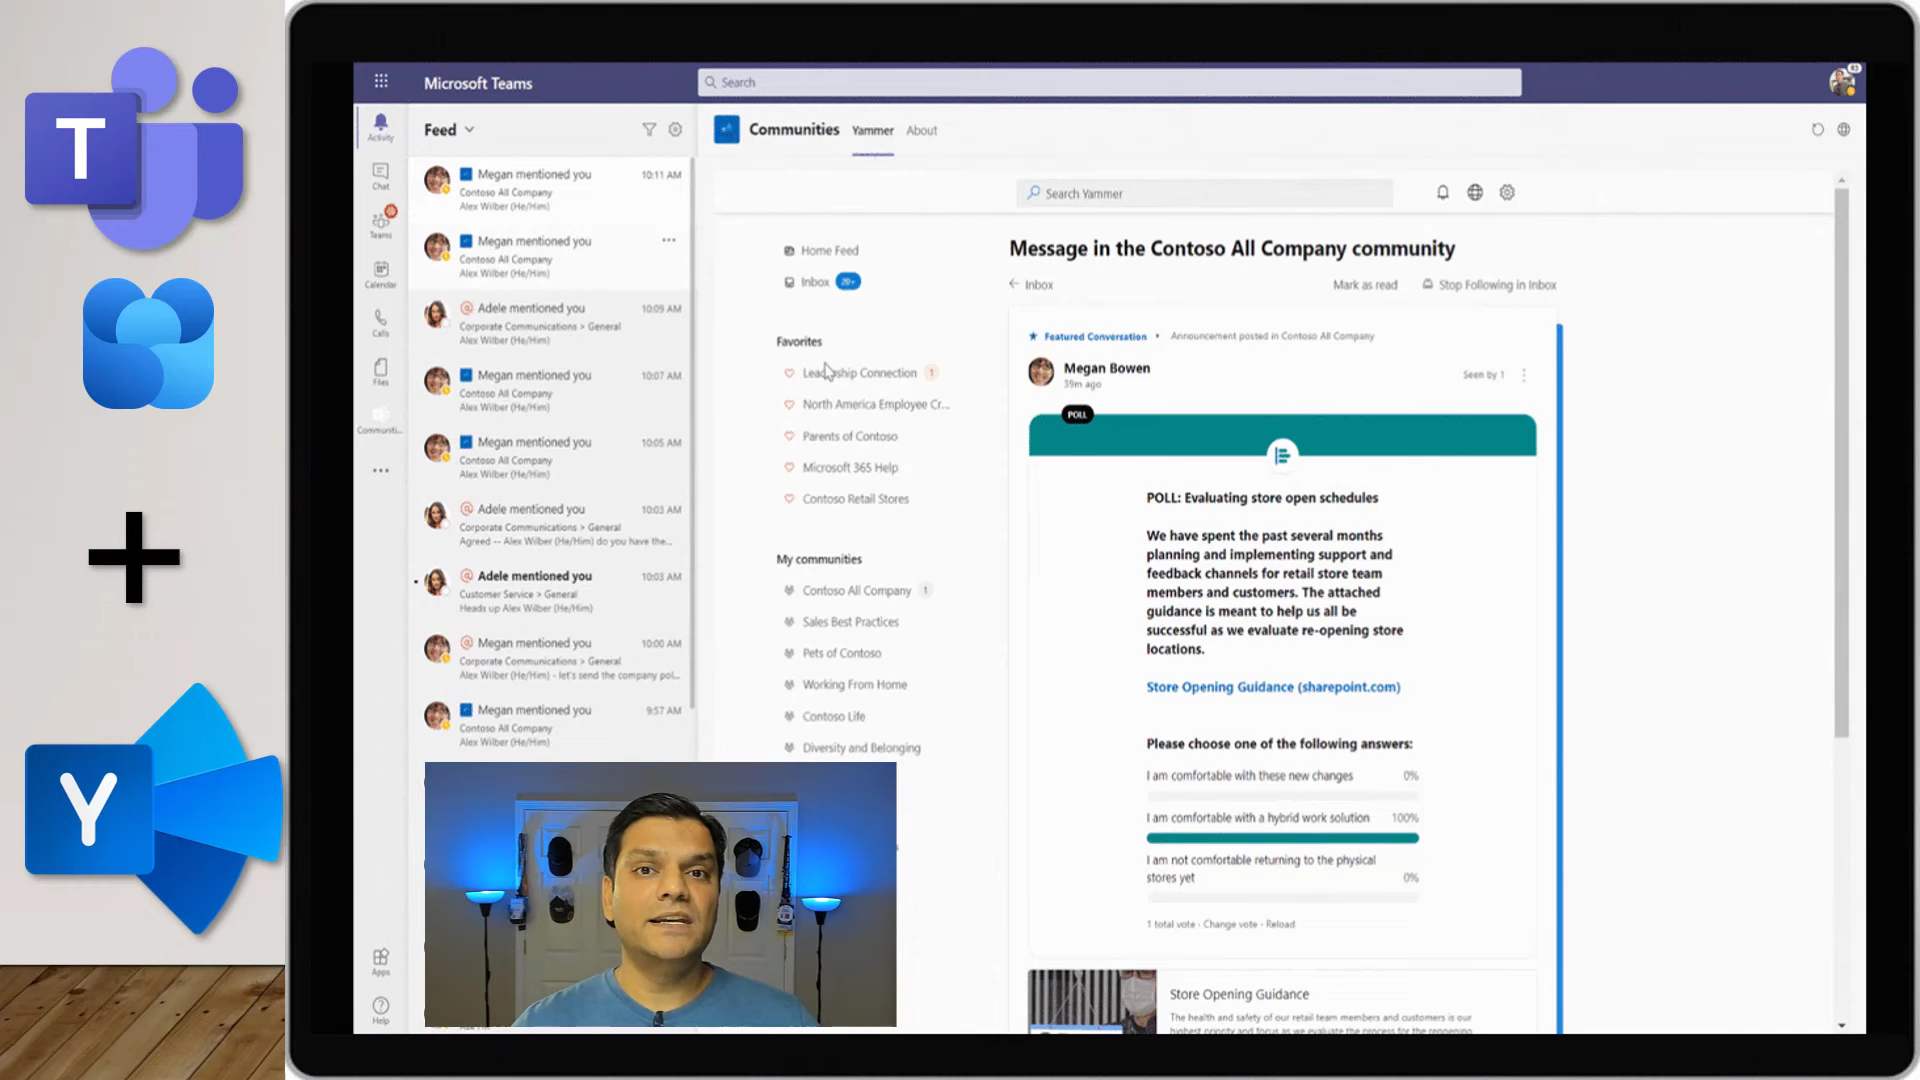 T
Y
Microsoft Teams
Search
Activity
Chat
Teams
Calendar
Calls
Files
Communiti...
Apps
Help
Feed
Megan mentioned you 10:11 AM
Contoso All Company
Alex Wilber (He/Him)
Megan mentioned you
Contoso All Company
Alex Wilber (He/Him)
Adele mentioned you 10:09 AM
Corporate Communications > General
Alex Wilber (He/Him)
Megan mentioned you 10:07 AM
Contoso All Company
Alex Wilber (He/Him)
Megan mentioned you 10:05 AM
Contoso All Company
Alex Wilber (He/Him)
Adele mentioned you 10:03 AM
Corporate Communications > General
Agreed -- Alex Wilber (He/Him) do you have the...
Adele mentioned you 10:03 AM
Customer Service > General
Heads up Alex Wilber (He/Him)
Megan mentioned you 10:00 AM
Corporate Communications > General
Alex Wilber (He/Him) - let's send the company pol...
Megan mentioned you 9:57 AM
Contoso All Company
Alex Wilber (He/Him)
Communities Yammer About
Search Yammer
Home Feed
Inbox 20+
Favorites
Leadership Connection 1
North America Employee Cr...
Parents of Contoso
Microsoft 365 Help
Contoso Retail Stores
My communities
Contoso All Company 1
Sales Best Practices
Pets of Contoso
Working From Home
Contoso Life
Diversity and Belonging
Message in the Contoso All Company community
Inbox Mark as read Stop Following in Inbox
Featured Conversation • Announcement posted in Contoso All Company
Megan Bowen
39m ago
Seen by 1
POLL
POLL: Evaluating store open schedules
We have spent the past several months
planning and implementing support and
feedback channels for retail store team
members and customers. The attached
guidance is meant to help us all be
successful as we evaluate re-opening store
locations.
Store Opening Guidance (sharepoint.com)
Please choose one of the following answers:
I am comfortable with these new changes 0%
I am comfortable with a hybrid work solution 100%
I am not comfortable returning to the physical
stores yet 0%
1 total vote · Change vote · Reload
Store Opening Guidance
The health and safety of our retail team members and customers is our
highest priority and focus as we evaluate the process for the reopening